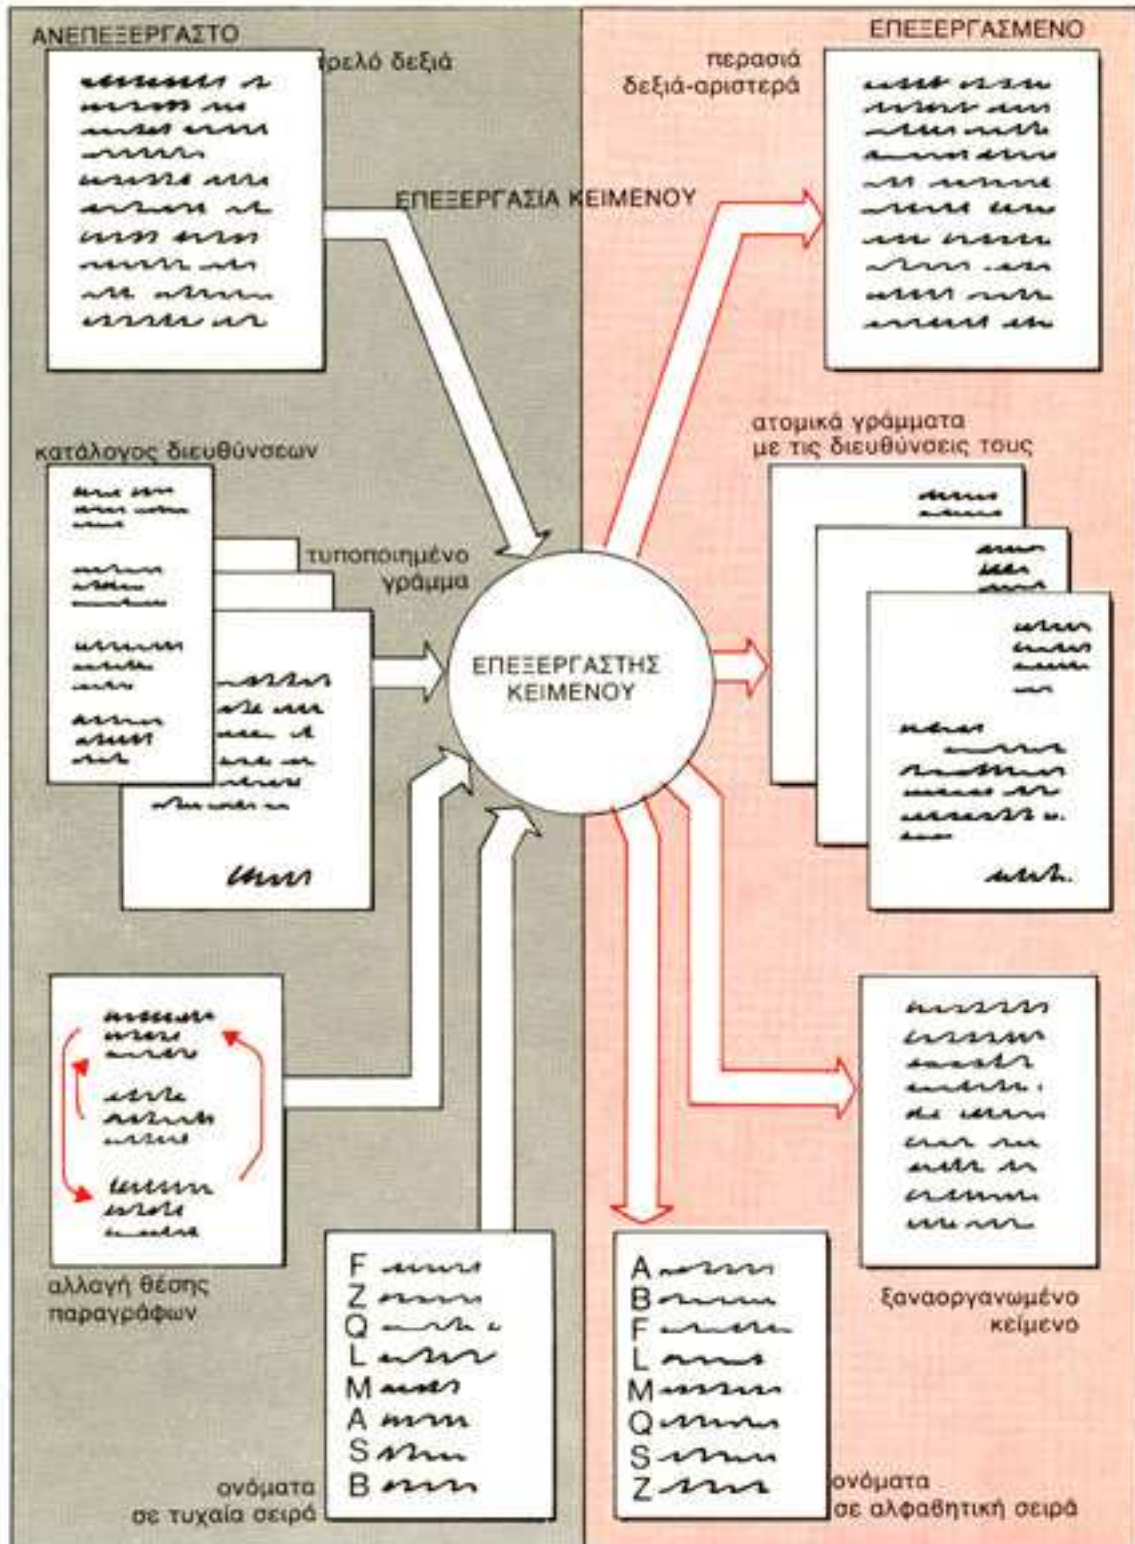 ΑΝΕΠΕΞΕΡΓΑΣΤΟ
τρελό δεξιά
ΕΠΕΞΕΡΓΑΣΜΕΝΟ
περασιά
δεξιά-αριστερά
ΕΠΕΞΕΡΓΑΣΙΑ ΚΕΙΜΕΝΟΥ
κατάλογος διευθύνσεων
τυποποιημένο
γράμμα
ατομικά γράμματα
με τις διευθύνσεις τους
ΕΠΕΞΕΡΓΑΣΤΗΣ
ΚΕΙΜΕΝΟΥ
αλλαγή θέσης
παραγράφων
ξαναοργανωμένο
κείμενο
F
Z
Q
L
M
A
S
B
ονόματα
σε τυχαία σειρά
A
B
F
L
M
Q
S
Z
ονόματα
σε αλφαβητική σειρά